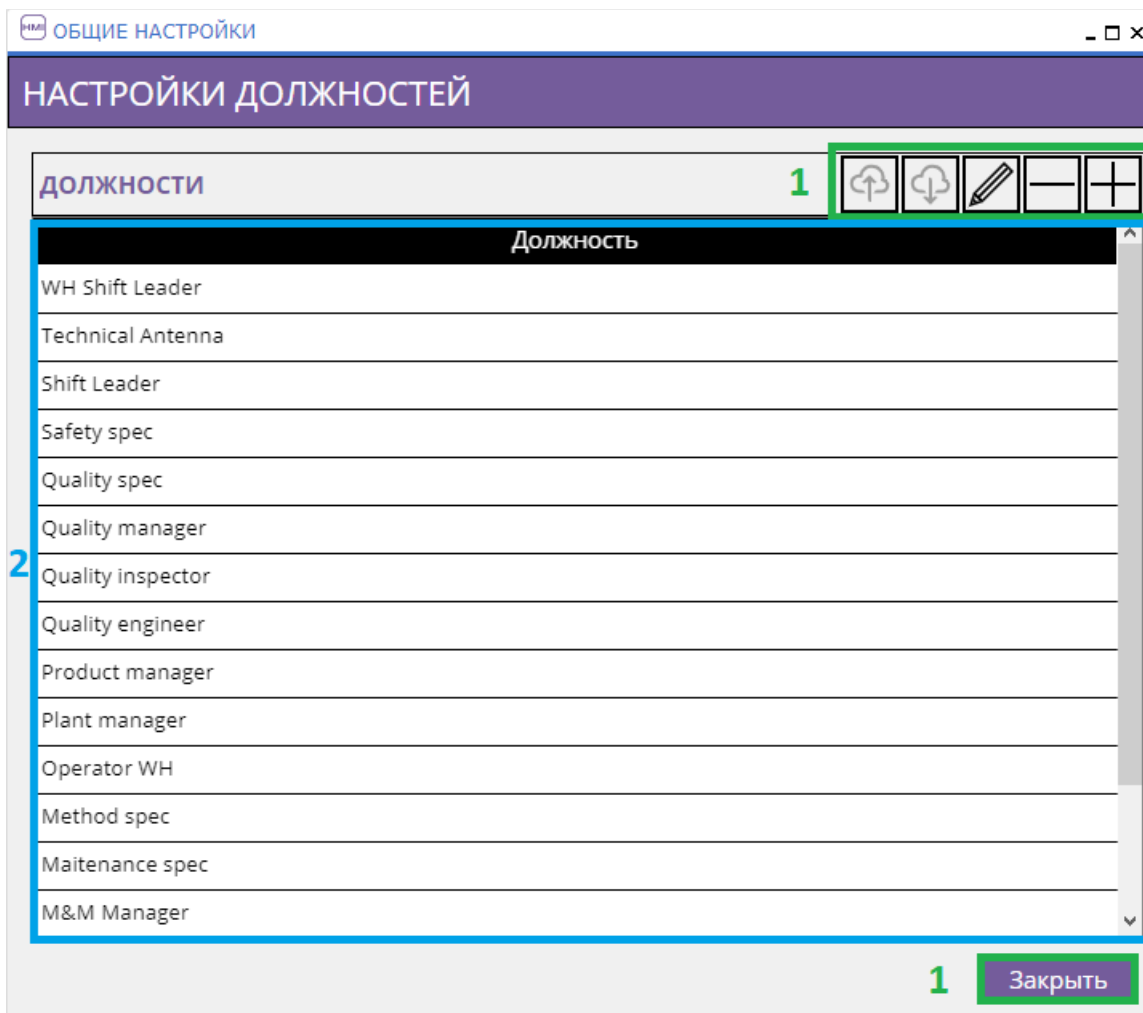 HMI ОБЩИЕ НАСТРОЙКИ
НАСТРОЙКИ ДОЛЖНОСТЕЙ
ДОЛЖНОСТИ 1
Должность
WH Shift Leader
Technical Antenna
Shift Leader
Safety spec
Quality spec
Quality manager
2
Quality inspector
Quality engineer
Product manager
Plant manager
Operator WH
Method spec
Maitenance spec
M&M Manager
1 Закрыть